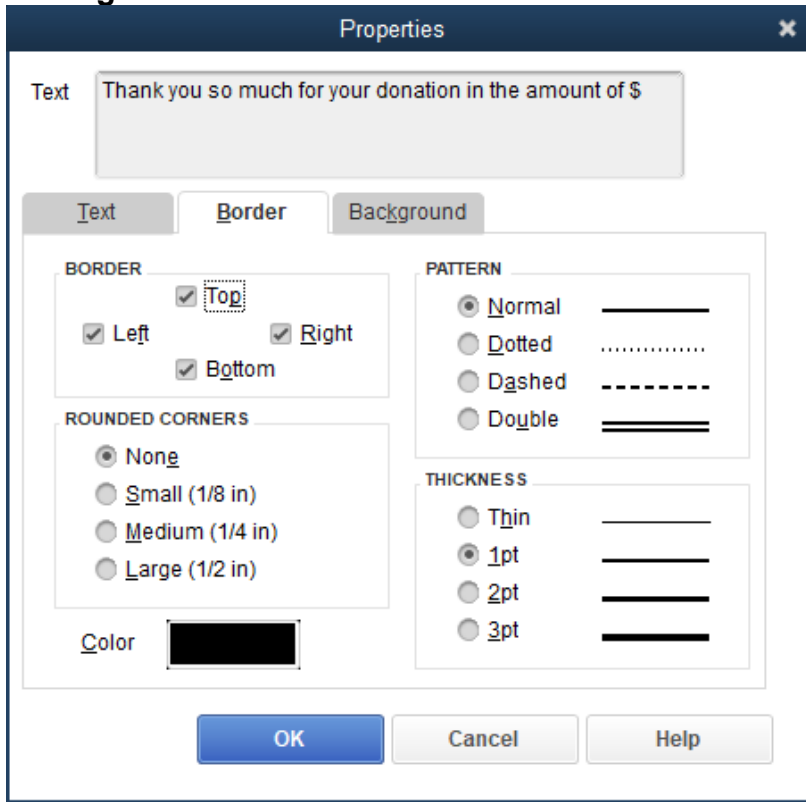 Properties
Text Thank you so much for your donation in the amount of $
Text Border Background
BORDER
Top
Left Right
Bottom
ROUNDED CORNERS
None
Small (1/8 in)
Medium (1/4 in)
Large (1/2 in)
Color
PATTERN
Normal
Dotted
Dashed
Double
THICKNESS
Thin
1pt
2pt
3pt
OK Cancel Help